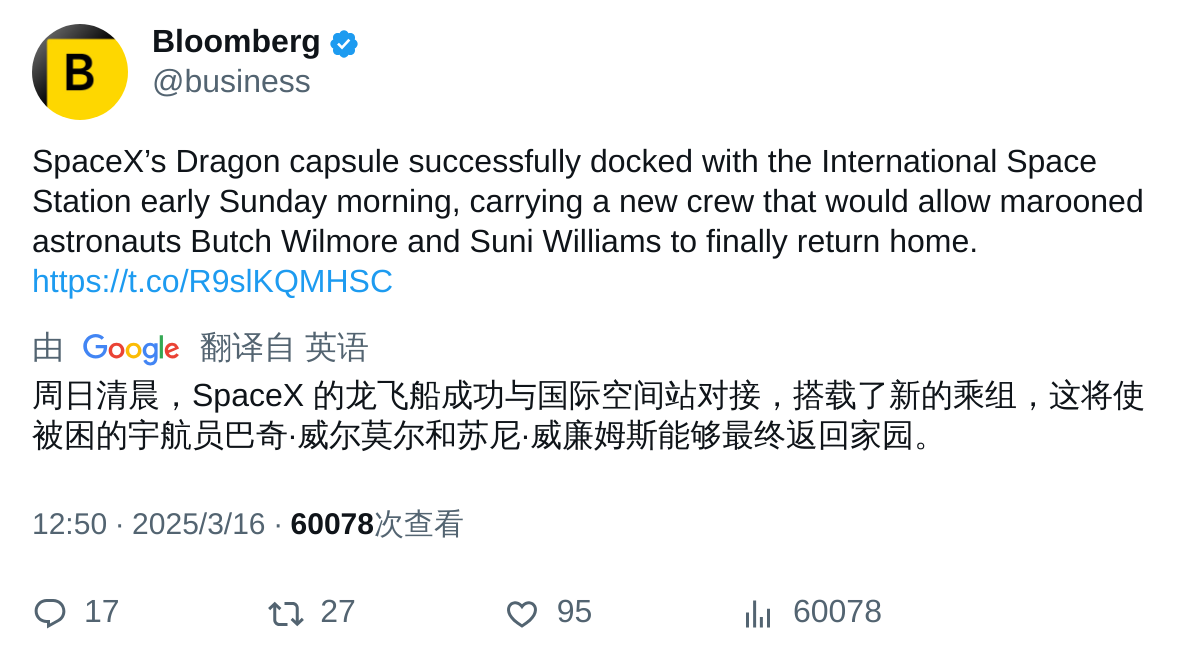 B
Bloomberg
@business
SpaceX’s Dragon capsule successfully docked with the International Space
Station early Sunday morning, carrying a new crew that would allow marooned
astronauts Butch Wilmore and Suni Williams to finally return home.
https://t.co/R9slKQMHSC
由 Google 翻译自 英语
周日清晨，SpaceX 的龙飞船成功与国际空间站对接，搭载了新的乘组，这将使
被困的宇航员巴奇·威尔莫尔和苏尼·威廉姆斯能够最终返回家园。
12:50 · 2025/3/16 · 60078次查看
17 27 95 60078